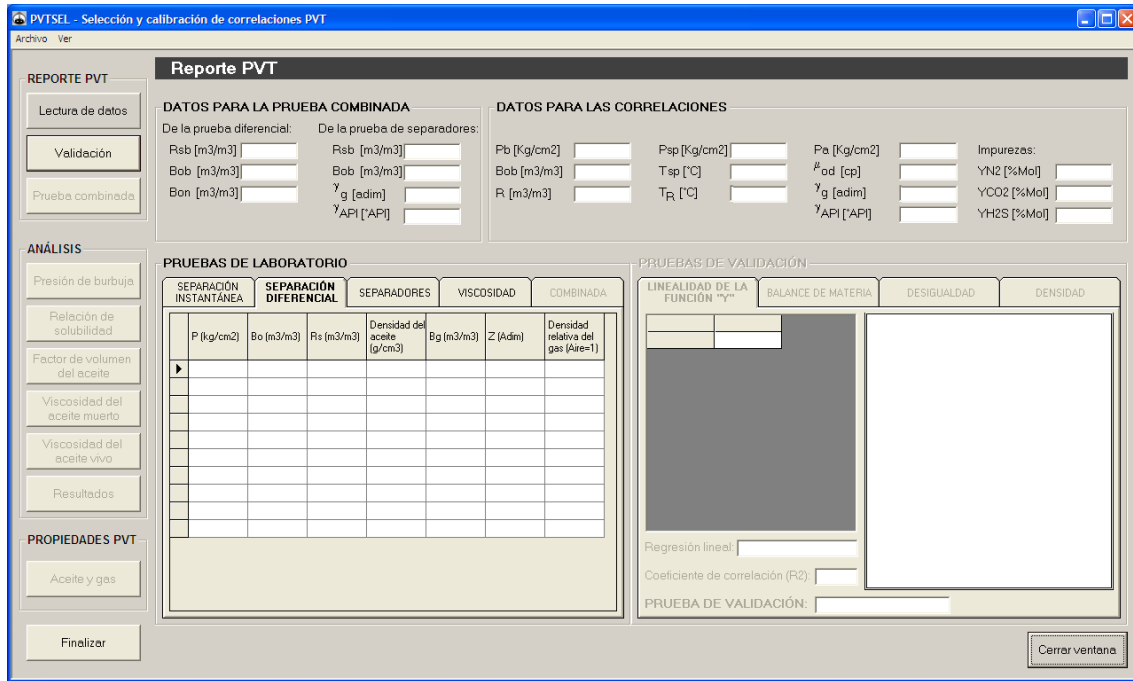 PVTSEL - Selección y calibración de correlaciones PVT
Archivo Ver
Reporte PVT
REPORTE PVT
Lectura de datos
Validación
Prueba combinada
ANÁLISIS
Presión de burbuja
Relación de
solubilidad
Factor de volumen
del aceite
Viscosidad del
aceite muerto
Viscosidad del
aceite vivo
Resultados
PROPIEDADES PVT
Aceite y gas
Finalizar
DATOS PARA LA PRUEBA COMBINADA
De la prueba diferencial: De la prueba de separadores:
Rsb [m3/m3] Rsb [m3/m3]
Bob [m3/m3] Bob [m3/m3]
Bon [m3/m3] γg [adim]
γAPI [°API]
DATOS PARA LAS CORRELACIONES
Pb [Kg/cm2] Psp [Kg/cm2] Pa [Kg/cm2] Impurezas:
Bob [m3/m3] Tsp [°C] μod [cp] YN2 [%Mol]
R [m3/m3] TR [°C] γg [adim] YCO2 [%Mol]
γAPI [°API] YH2S [%Mol]
PRUEBAS DE LABORATORIO
SEPARACIÓN
INSTANTÁNEA
SEPARACIÓN
DIFERENCIAL
SEPARADORES
VISCOSIDAD
COMBINADA
P (kg/cm2)
Bo (m3/m3)
Rs (m3/m3)
Densidad del
aceite
(g/cm3)
Bg (m3/m3)
Z (Adim)
Densidad
relativa del
gas (Aire=1)
PRUEBAS DE VALIDACIÓN
LINEALIDAD DE LA
FUNCIÓN "Y"
BALANCE DE MATERIA
DESIGUALDAD
DENSIDAD
Regresión lineal:
Coeficiente de correlación (R2):
PRUEBA DE VALIDACIÓN:
Cerrar ventana